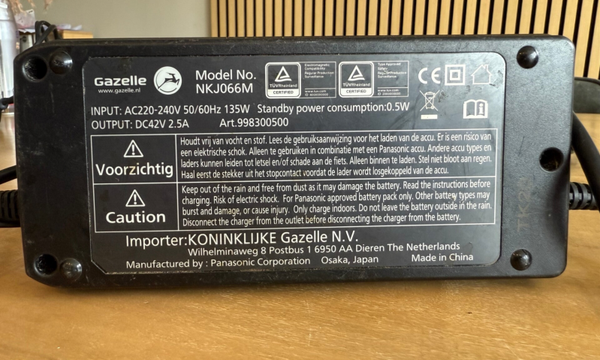 Gazelle
www.gazelle.nl
Model No.
NKJ066M
TÜVRheinland
CERTIFIED
TÜVRheinland
CERTIFIED
CE
INPUT: AC220-240V 50/60Hz 135W Standby power consumption:0.5W
OUTPUT: DC42V 2.5A Art.998300500
Voorzichtig
Houdt vrij van vocht en stof. Lees de gebruiksaanwijzing voor het laden van de accu. Er is een risico van
een elektrische schok. Alleen te gebruiken in combinatie met een Panasonic accu. Andere accu types en
laders kunnen leiden tot letsel en/of schade aan de fiets. Alleen binnen te laden. Stel niet bloot aan regen.
Haal eerst de stekker uit het stopcontact voordat de lader wordt losgekoppeld van de accu.
Caution
Keep out of the rain and free from dust as it may damage the battery. Read the instructions before
charging. Risk of electric shock. For Panasonic approved battery pack only. Other battery types may
burst and damage, or cause injury. Only charge indoors. Do not leave the battery outside in the rain.
Disconnect the charger from the outlet before disconnecting the charger from the battery.
Importer:KONINKLIJKE Gazelle N.V.
Wilhelminaweg 8 Postbus 1 6950 AA Dieren The Netherlands
Manufactured by : Panasonic Corporation Osaka, Japan Made in China